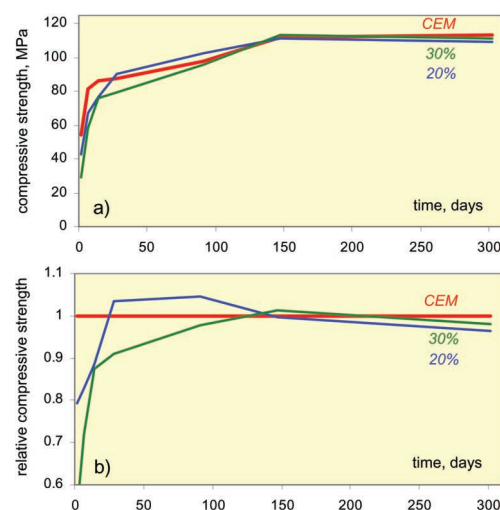 compressive strength, MPa
120
100
80
60
40
20
0
CEM
30%
20%
a)
time, days
0 50 100 150 200 250 300
relative compressive strength
1.1
1
0.9
0.8
0.7
0.6
CEM
30%
20%
b)
time, days
0 50 100 150 200 250 300